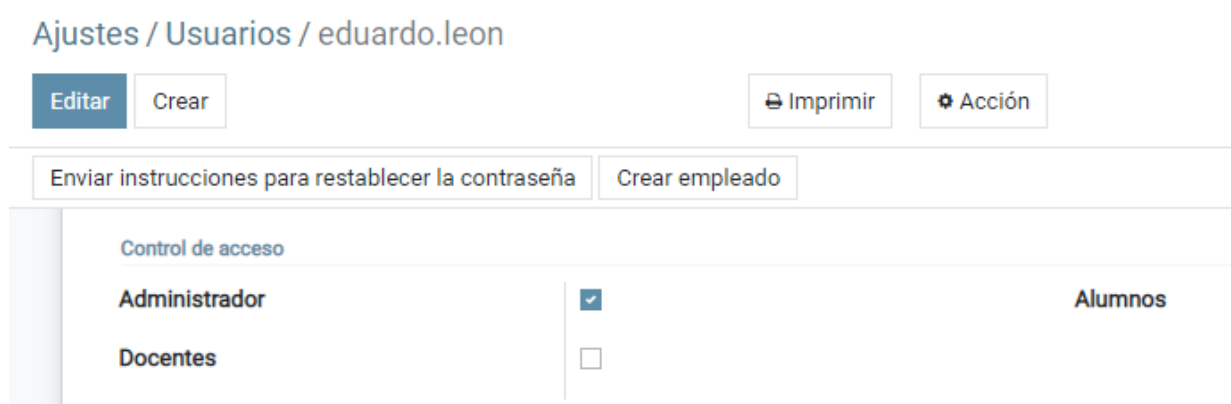 Ajustes / Usuarios / eduardo.leon
Editar Crear Imprimir Acción
Enviar instrucciones para restablecer la contraseña Crear empleado
Control de acceso
Administrador Alumnos
Docentes